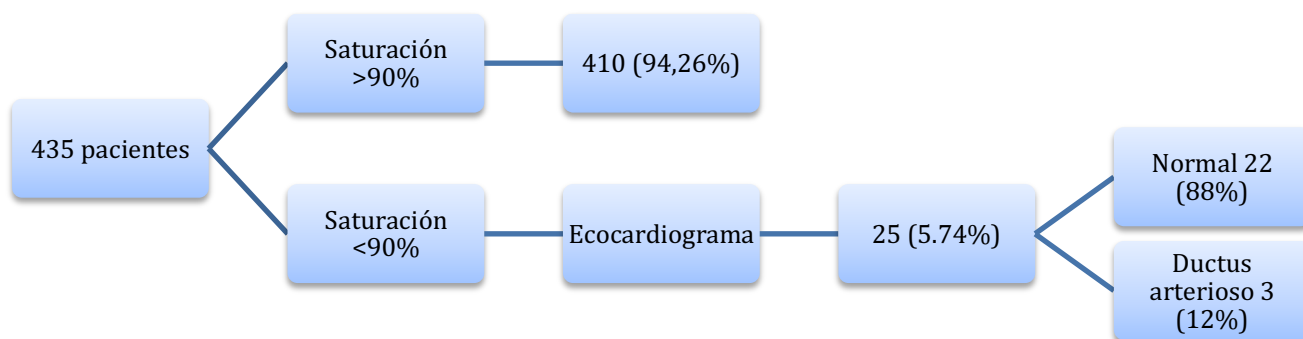 Saturación
>90%
410 (94,26%)
435 pacientes
Saturación
<90%
Ecocardiograma
25 (5.74%)
Normal 22
(88%)
Ductus
arterioso 3
(12%)